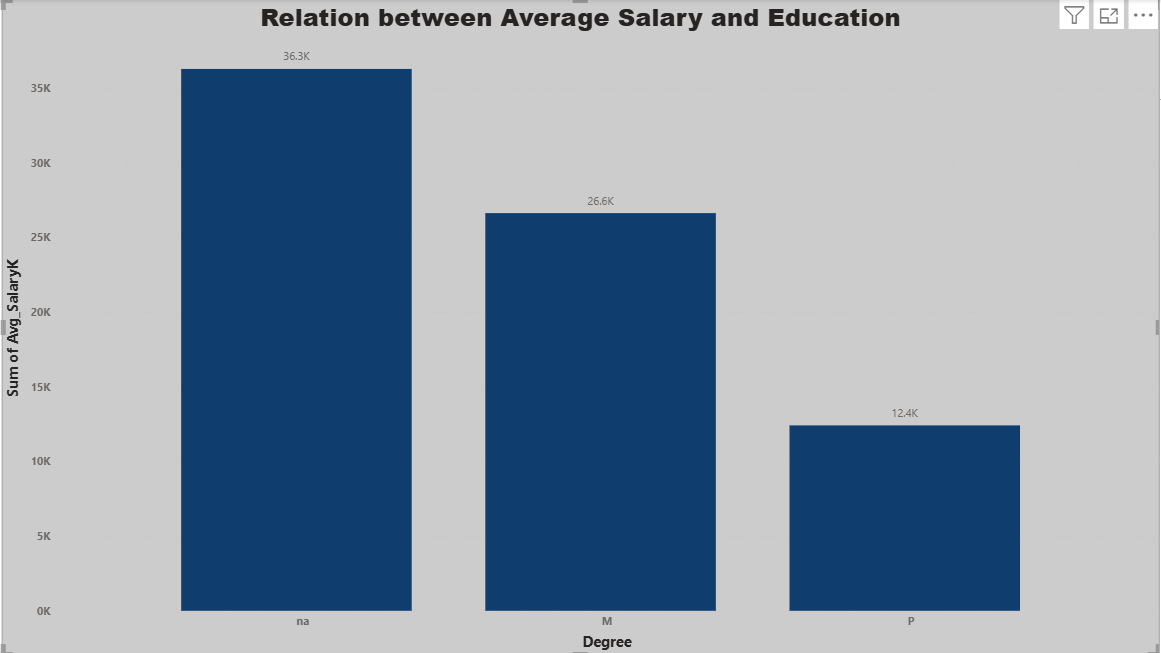 Relation between Average Salary and Education
36.3K
35K
30K
26.6K
25K
Sum of Avg_SalaryK
20K
15K
12.4K
10K
5K
0K
na M P
Degree